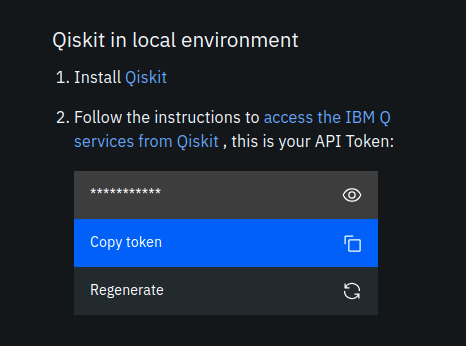 Qiskit in local environment
1. Install Qiskit
2. Follow the instructions to access the IBM Q
services from Qiskit , this is your API Token:
***********
Copy token
Regenerate